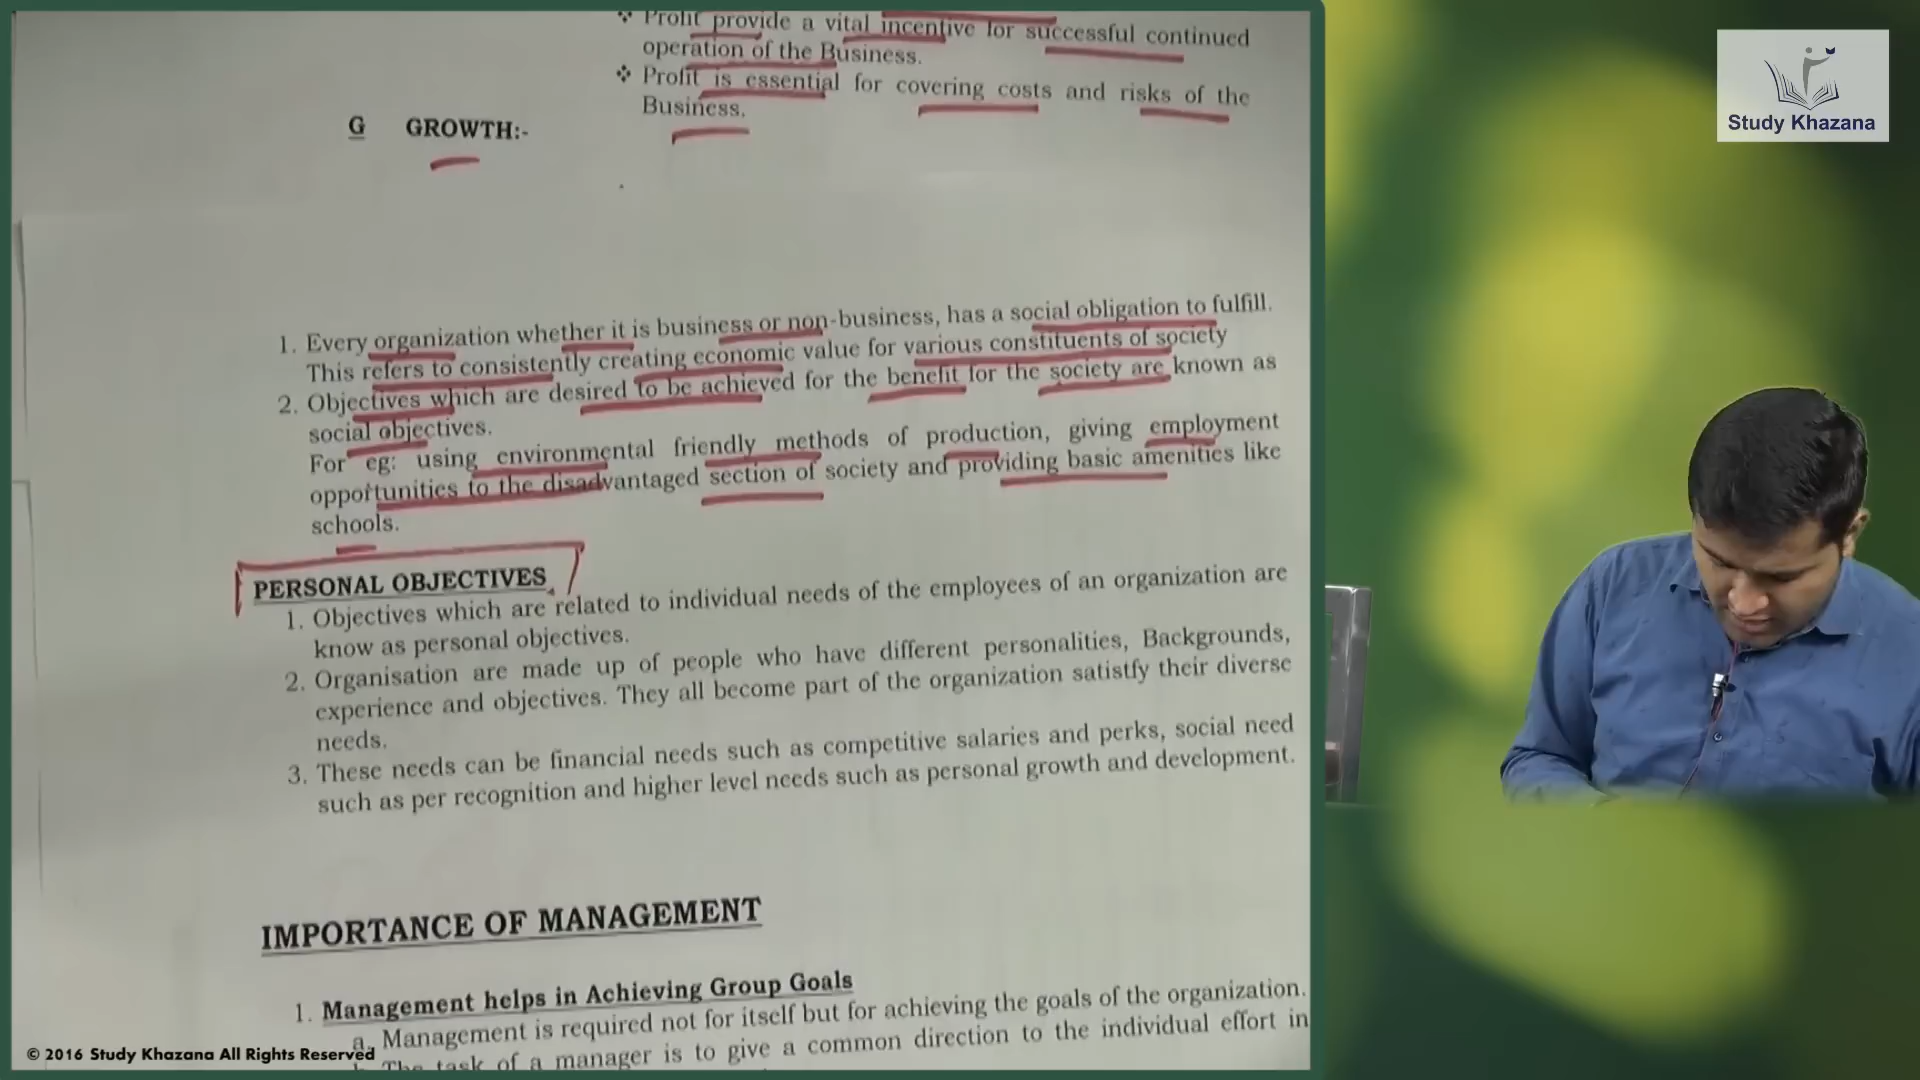 ❖ Profit provide a vital incentive for successful continued
operation of the Business.
❖ Profit is essential for covering costs and risks of the
Business.
G GROWTH:-
1. Every organization whether it is business or non-business, has a social obligation to fulfill.
This refers to consistently creating economic value for various constituents of society
2. Objectives which are desired to be achieved for the benefit for the society are known as
social objectives.
For eg: using environmental friendly methods of production, giving employment
opportunities to the disadvantaged section of society and providing basic amenities like
schools.
PERSONAL OBJECTIVES
1. Objectives which are related to individual needs of the employees of an organization are
know as personal objectives.
2. Organisation are made up of people who have different personalities, Backgrounds,
experience and objectives. They all become part of the organization satistfy their diverse
needs.
3. These needs can be financial needs such as competitive salaries and perks, social need
such as per recognition and higher level needs such as personal growth and development.
IMPORTANCE OF MANAGEMENT
1. Management helps in Achieving Group Goals
a. Management is required not for itself but for achieving the goals of the organization.
The task of a manager is to give a common direction to the individual effort in
© 2016 Study Khazana All Rights Reserved
Study Khazana